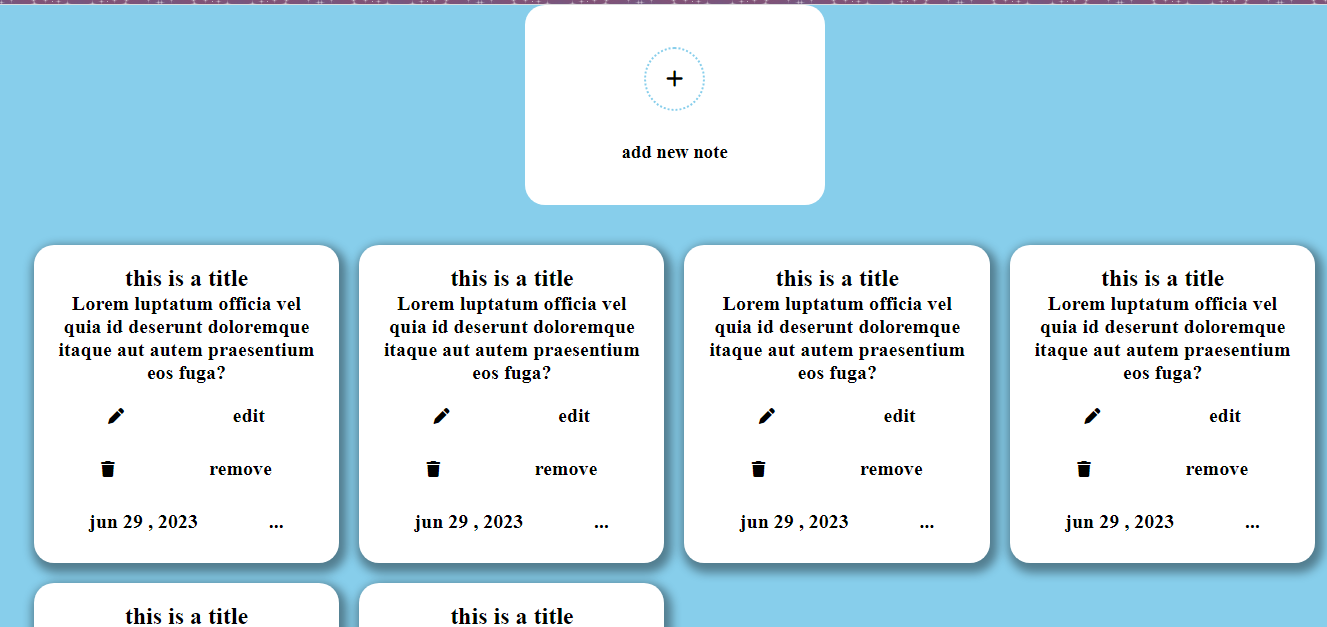 +
add new note
this is a title
Lorem luptatum officia vel
quia id deserunt doloremque
itaque aut autem praesentium
eos fuga?
edit
remove
jun 29 , 2023 ...
this is a title
Lorem luptatum officia vel
quia id deserunt doloremque
itaque aut autem praesentium
eos fuga?
edit
remove
jun 29 , 2023 ...
this is a title
Lorem luptatum officia vel
quia id deserunt doloremque
itaque aut autem praesentium
eos fuga?
edit
remove
jun 29 , 2023 ...
this is a title
Lorem luptatum officia vel
quia id deserunt doloremque
itaque aut autem praesentium
eos fuga?
edit
remove
jun 29 , 2023 ...
this is a title
this is a title